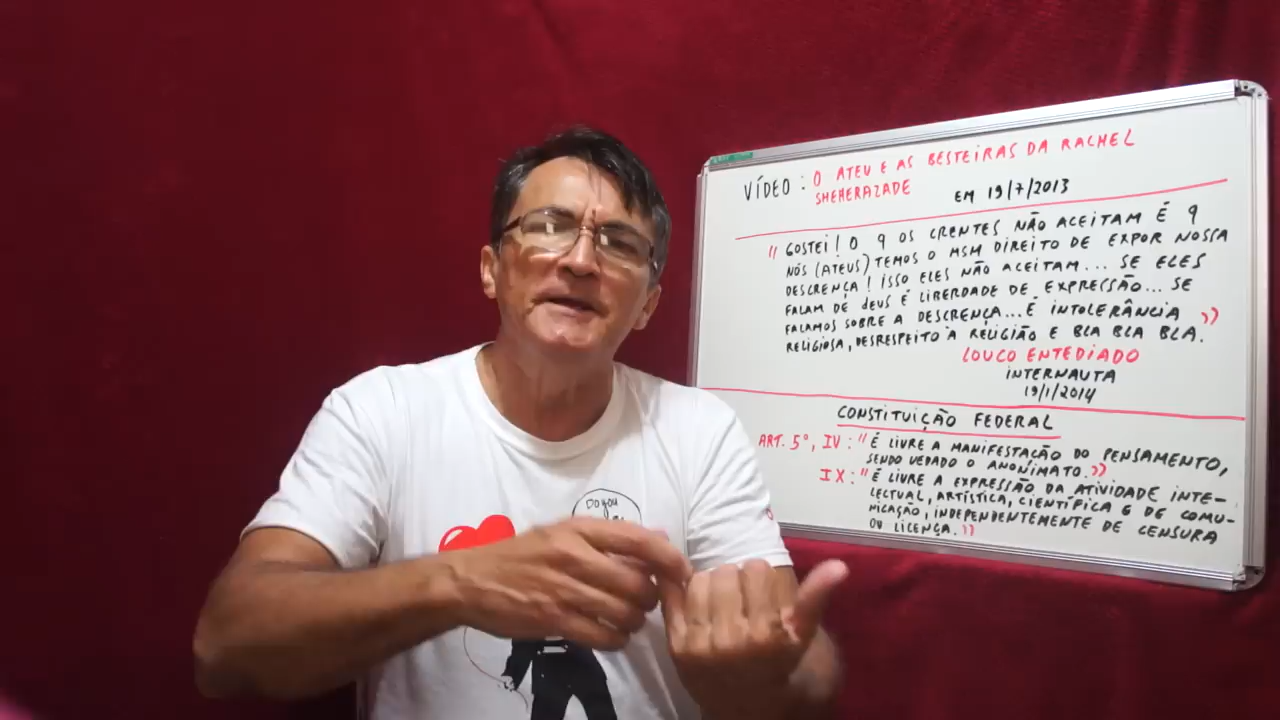 VÍDEO : O ATEU E AS BESTEIRAS DA RACHEL
SHEHERAZADE EM 19/7/2013
" GOSTEI! O Q OS CRENTES NÃO ACEITAM É Q
NÓS (ATEUS) TEMOS O MSM DIREITO DE EXPOR NOSSA
DESCRENÇA! ISSO ELES NÃO ACEITAM... SE ELES
FALAM DE DEUS É LIBERDADE DE EXPRESSÃO... SE
FALAMOS SOBRE A DESCRENÇA... É INTOLERÂNCIA
RELIGIOSA, DESRESPEITO À RELIGIÃO E BLA BLA BLA. "
LOUCO ENTEDIADO
INTERNAUTA
19/1/2014
CONSTITUIÇÃO FEDERAL
ART. 5º, IV : " É LIVRE A MANIFESTAÇÃO DO PENSAMENTO,
SENDO VEDADO O ANONIMATO. "
IX : " É LIVRE A EXPRESSÃO DA ATIVIDADE INTE-
LECTUAL, ARTÍSTICA, CIENTÍFICA E DE COMU-
NICAÇÃO, INDEPENDENTEMENTE DE CENSURA
OU LICENÇA. "
Do you